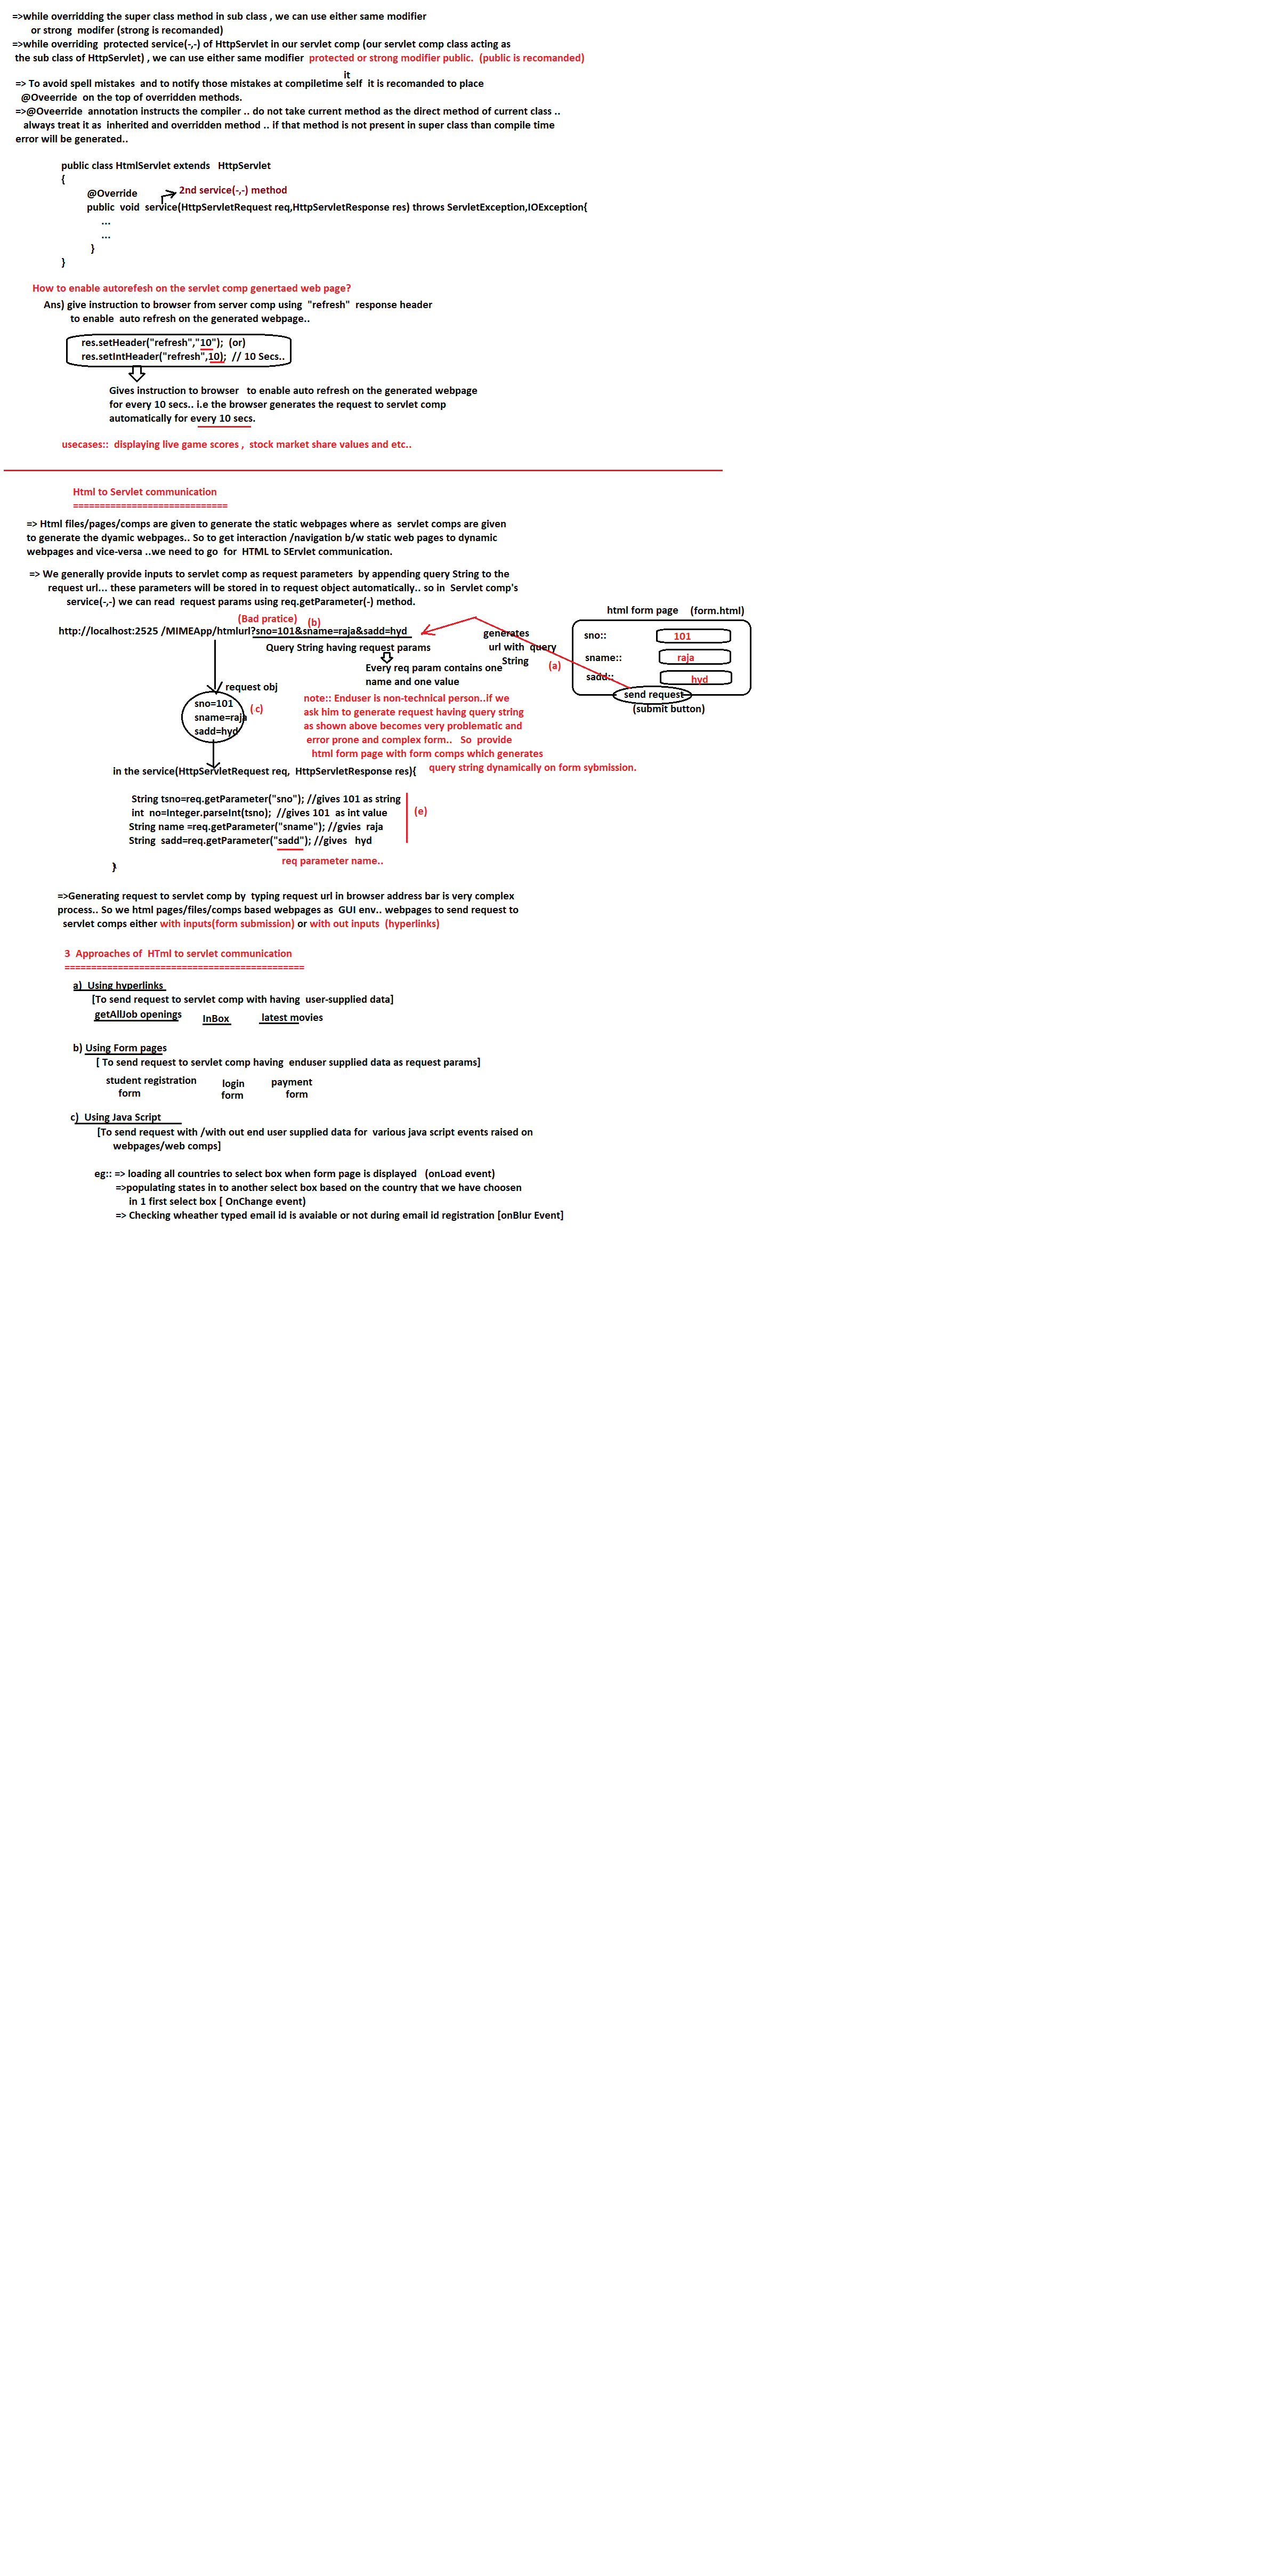 =>while overridding the super class method in sub class , we can use either same modifier
or strong modifer (strong is recomanded)
=>while overriding protected service(-,-) of HttpServlet in our servlet comp (our servlet comp class acting as
the sub class of HttpServlet) , we can use either same modifier protected or strong modifier public. (public is recomanded)
it
=> To avoid spell mistakes and to notify those mistakes at compiletime self it is recomanded to place
@Oveerride on the top of overridden methods.
=>@Oveerride annotation instructs the compiler .. do not take current method as the direct method of current class ..
always treat it as inherited and overridden method .. if that method is not present in super class than compile time
error will be generated..
public class HtmlServlet extends HttpServlet
{
@Override
2nd service(-,-) method
public void service(HttpServletRequest req,HttpServletResponse res) throws ServletException,IOException{
...
...
}
}
How to enable autorefesh on the servlet comp genertaed web page?
Ans) give instruction to browser from server comp using "refresh" response header
to enable auto refresh on the generated webpage..
res.setHeader("refresh","10"); (or)
res.setIntHeader("refresh",10); // 10 Secs..
Gives instruction to browser to enable auto refresh on the generated webpage
for every 10 secs.. i.e the browser generates the request to servlet comp
automatically for every 10 secs.
usecases:: displaying live game scores , stock market share values and etc..
Html to Servlet communication
=============================
=> Html files/pages/comps are given to generate the static webpages where as servlet comps are given
to generate the dyamic webpages.. So to get interaction /navigation b/w static web pages to dynamic
webpages and vice-versa ..we need to go for HTML to SErvlet communication.
=> We generally provide inputs to servlet comp as request parameters by appending query String to the
request url... these parameters will be stored in to request object automatically.. so in Servlet comp's
service(-,-) we can read request params using req.getParameter(-) method.
html form page (form.html)
(Bad pratice) (b)
http://localhost:2525 /MIMEApp/htmlurl?sno=101&sname=raja&sadd=hyd
generates
url with query
String
(a)
sno:: 101
sname:: raja
sadd:: hyd
send request
(submit button)
Query String having request params
Every req param contains one
name and one value
request obj
sno=101
sname=raja
sadd=hyd
(c)
note:: Enduser is non-technical person..if we
ask him to generate request having query string
as shown above becomes very problematic and
error prone and complex form.. So provide
html form page with form comps which generates
query string dynamically on form sybmission.
in the service(HttpServletRequest req, HttpServletResponse res){
String tsno=req.getParameter("sno"); //gives 101 as string
int no=Integer.parseInt(tsno); //gives 101 as int value
String name =req.getParameter("sname"); //gvies raja
String sadd=req.getParameter("sadd"); //gives hyd
(e)
req parameter name..
}
=>Generating request to servlet comp by typing request url in browser address bar is very complex
process.. So we html pages/files/comps based webpages as GUI env.. webpages to send request to
servlet comps either with inputs(form submission) or with out inputs (hyperlinks)
3 Approaches of HTml to servlet communication
=============================================
a) Using hyperlinks
[To send request to servlet comp with having user-supplied data]
getAllJob openings InBox latest movies
b) Using Form pages
[ To send request to servlet comp having enduser supplied data as request params]
student registration
form
login
form
payment
form
c) Using Java Script
[To send request with /with out end user supplied data for various java script events raised on
webpages/web comps]
eg:: => loading all countries to select box when form page is displayed (onLoad event)
=>populating states in to another select box based on the country that we have choosen
in 1 first select box [ OnChange event)
=> Checking wheather typed email id is avaiable or not during email id registration [onBlur Event]